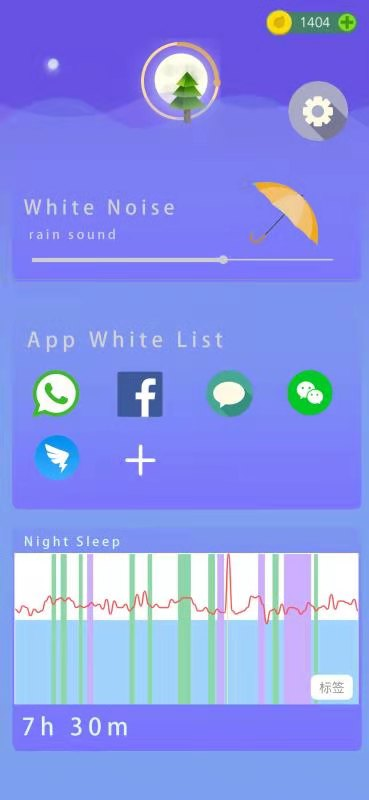 1404
White Noise
rain sound
App White List
Night Sleep
标签
7h 30m